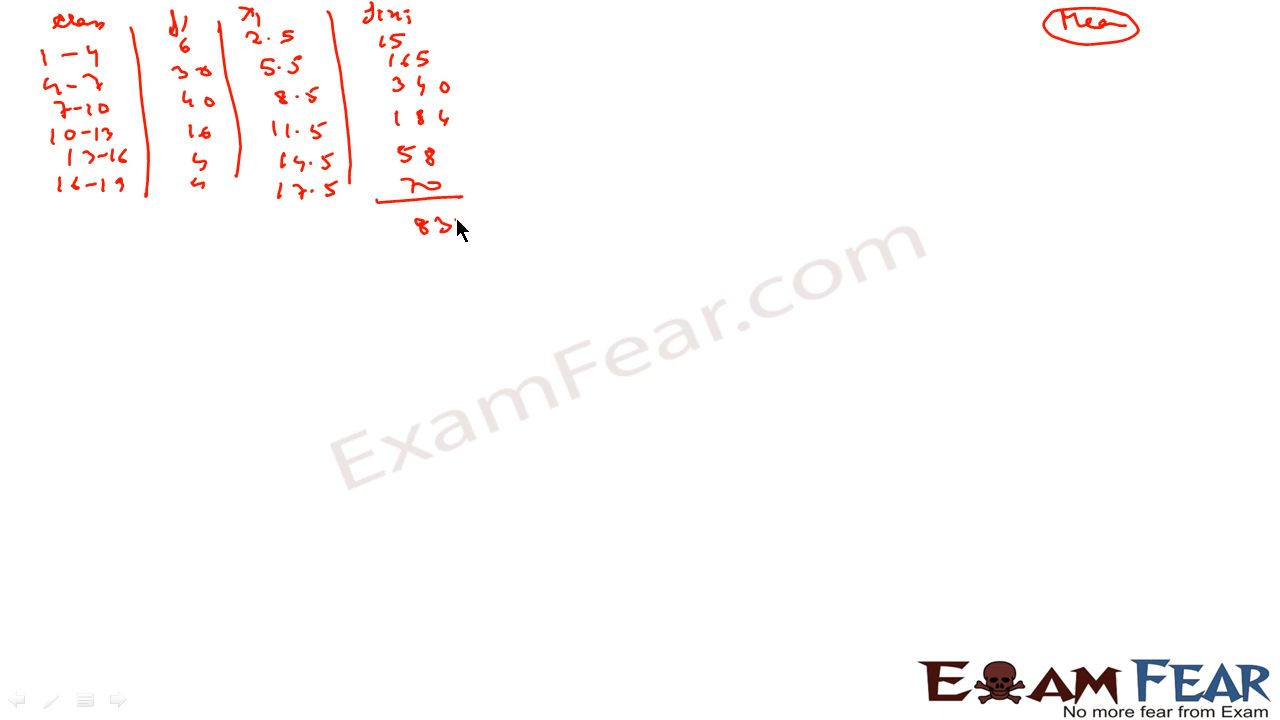 class fi xi fixi
1 - 4 6 2.5 15
4 - 7 30 5.5 165
7-10 40 8.5 340
10-13 16 11.5 184
13-16 4 14.5 58
16-19 4 17.5 70
83
Mean
ExamFear.com
EXAM FEAR
No more fear from Exam